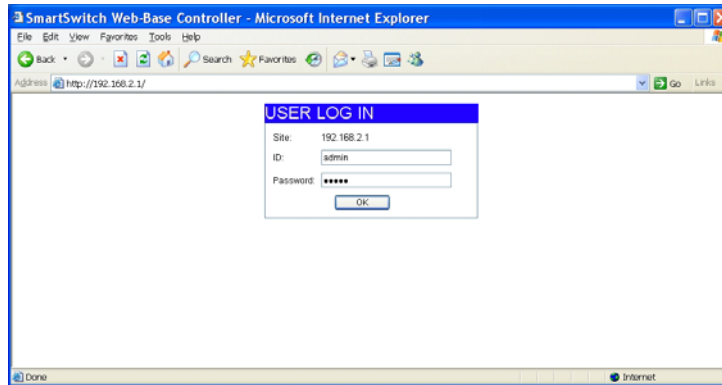 SmartSwitch Web-Base Controller - Microsoft Internet Explorer
File Edit View Favorites Tools Help
Back Search Favorites
Address http://192.168.2.1/ Go Links
USER LOG IN
Site: 192.168.2.1
ID: admin
Password: •••••
OK
Done Internet